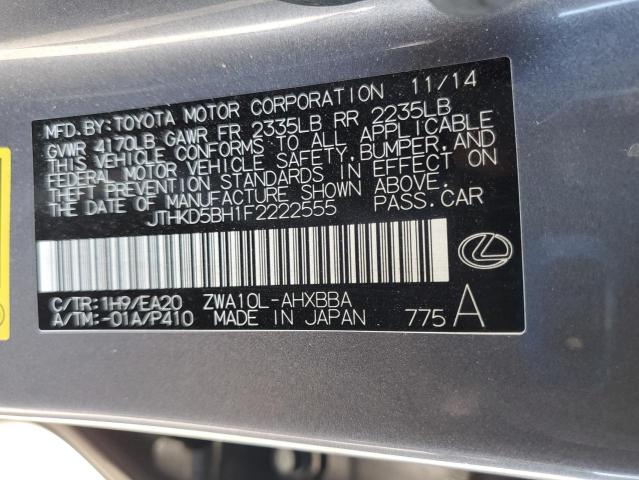 MFD.BY:TOYOTA MOTOR CORPORATION 11/14
GVWR 4170LB GAWR FR 2335LB RR 2235LB
THIS VEHICLE CONFORMS TO ALL APPLICABLE
FEDERAL MOTOR VEHICLE SAFETY,BUMPER,AND
THEFT PREVENTION STANDARDS IN EFFECT ON
THE DATE OF MANUFACTURE SHOWN ABOVE.
JTHKD5BH1F2222555 PASS.CAR
C/TR:1H9/EA20 ZWA10L-AHXBBA
A/TM:-01A/P410 MADE IN JAPAN 775 A